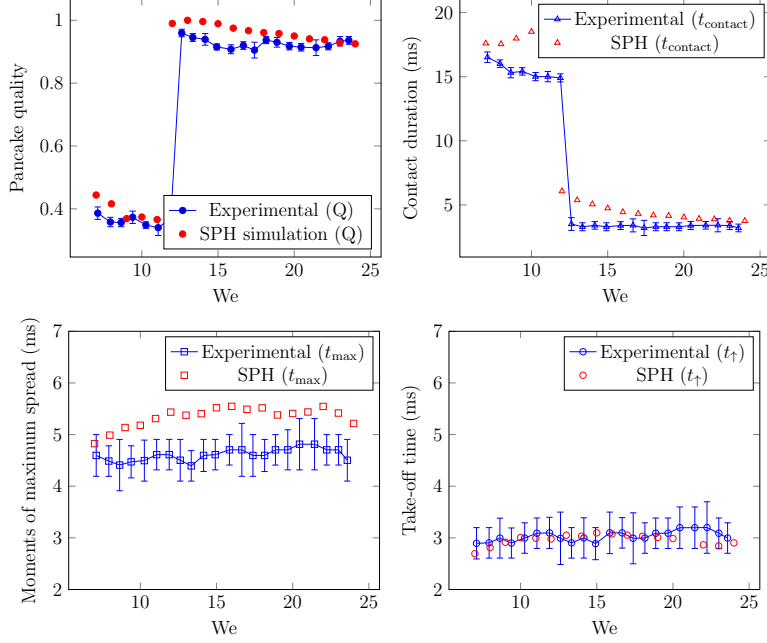 1
0.8
0.6
0.4
Pancake quality
10
15
20
25
We
Experimental (Q)
SPH simulation (Q)
20
15
10
5
Contact duration (ms)
10
15
20
25
We
Experimental (t_contact)
SPH (t_contact)
7
6
5
4
3
2
Moments of maximum spread (ms)
10
15
20
25
We
Experimental (t_max)
SPH (t_max)
7
6
5
4
3
2
Take-off time (ms)
10
15
20
25
We
Experimental (t↑)
SPH (t↑)